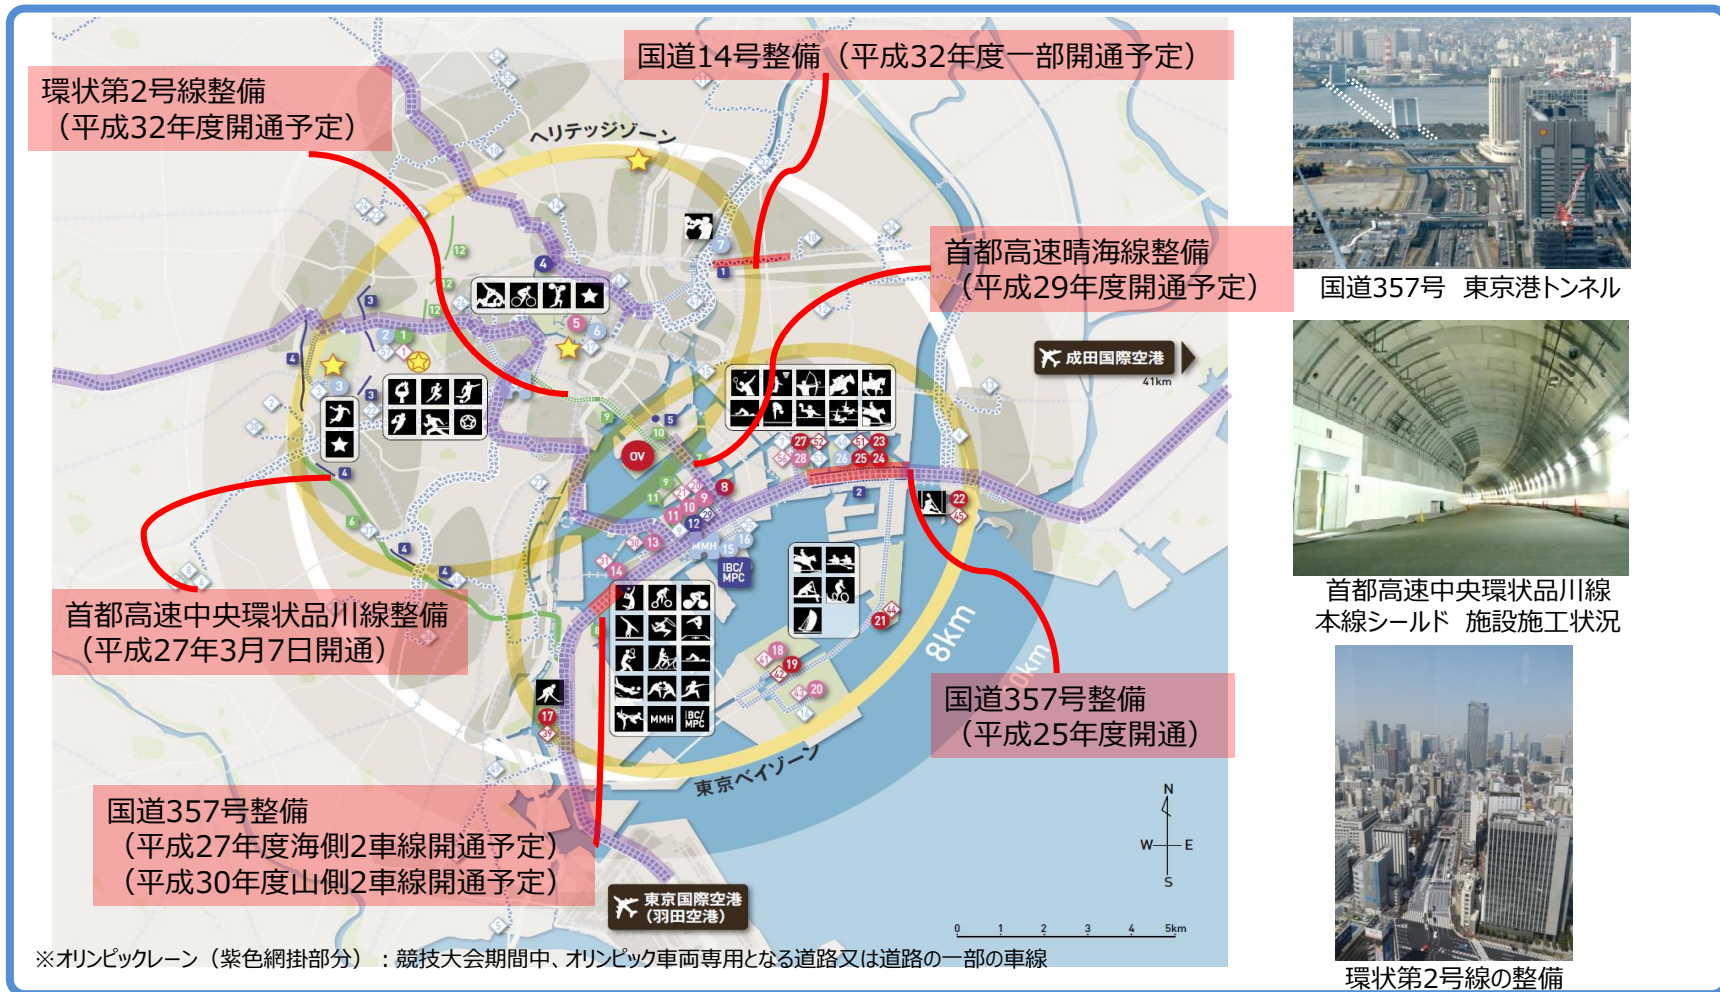 国道14号整備（平成32年度一部開通予定）
環状第2号線整備
（平成32年度開通予定）
ヘリテッジゾーン
首都高速晴海線整備
（平成29年度開通予定）
国道357号 東京港トンネル
成田国際空港
41km
OV
MMH
IBC/
MPC
首都高速中央環状品川線
本線シールド 施設施工状況
首都高速中央環状品川線整備
（平成27年3月7日開通）
MMH
IBC/
MPC
8km
0km
国道357号整備
（平成25年度開通）
東京ベイゾーン
国道357号整備
（平成27年度海側2車線開通予定）
（平成30年度山側2車線開通予定）
東京国際空港
（羽田空港）
N
W E
S
0 1 2 3 4 5km
※オリンピックレーン（紫色網掛部分）：競技大会期間中、オリンピック車両専用となる道路又は道路の一部の車線
環状第2号線の整備